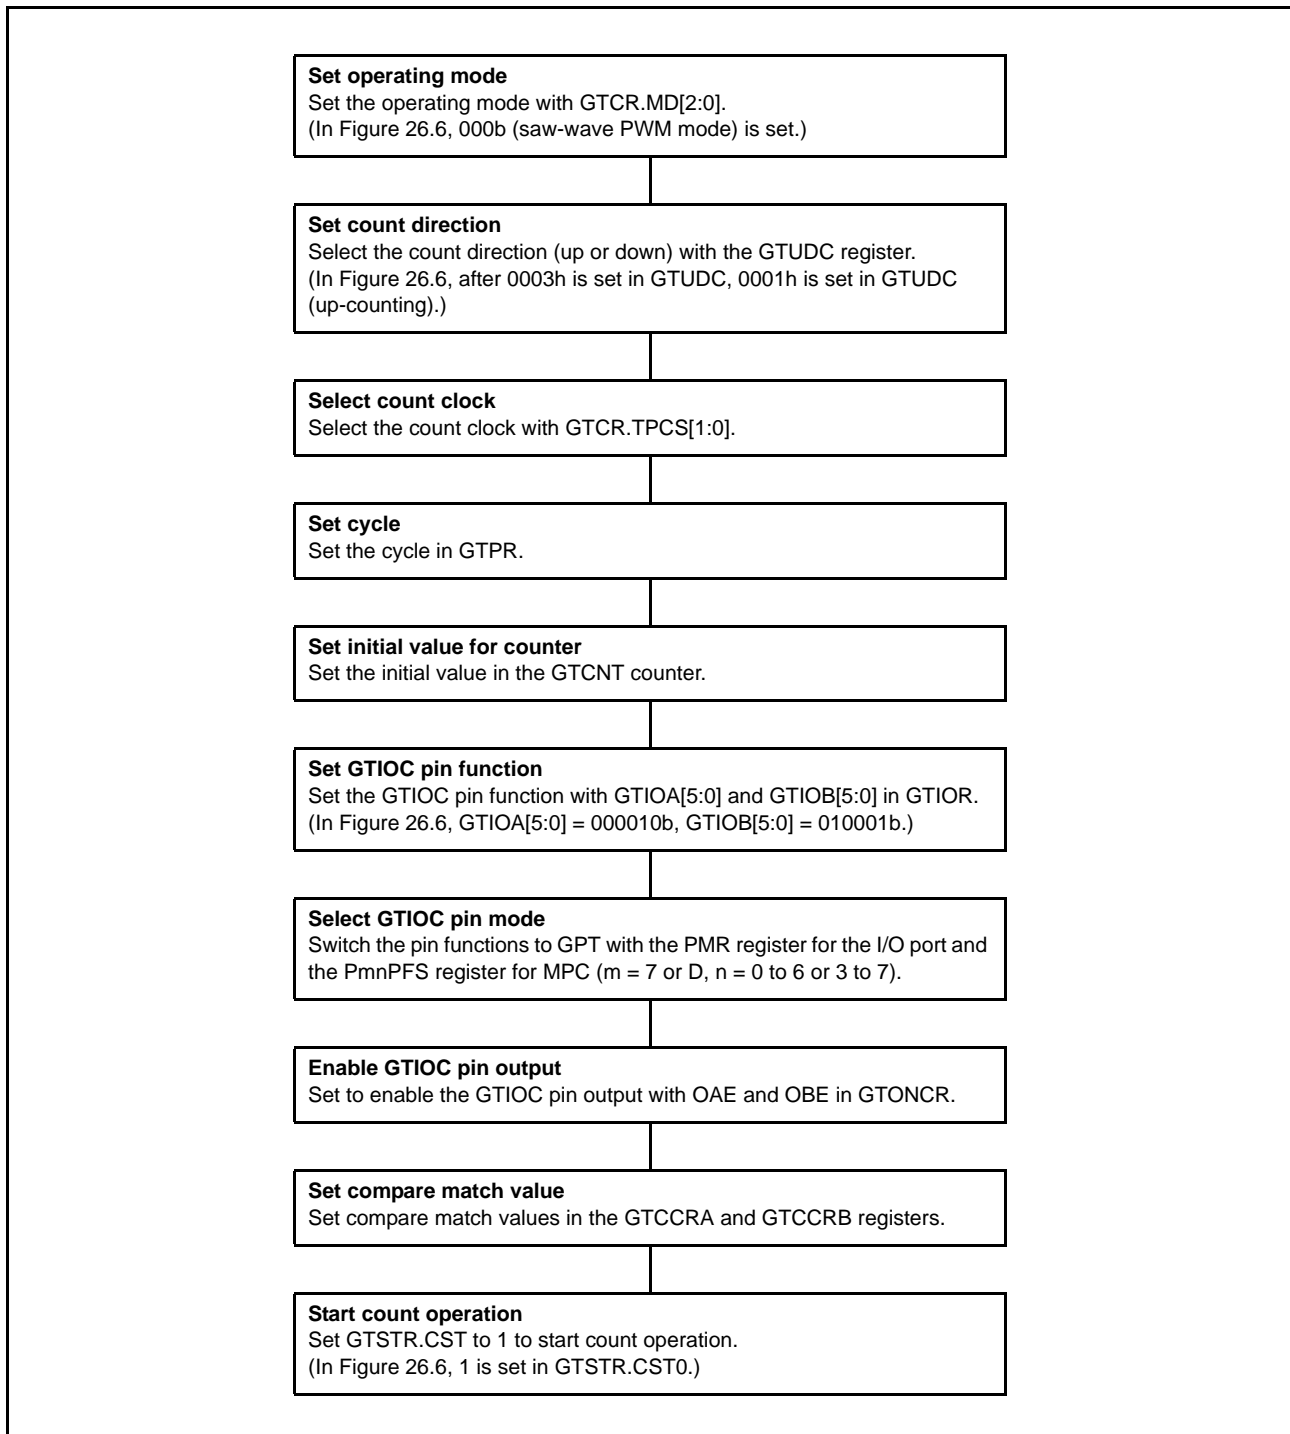 Set operating mode
Set the operating mode with GTCR.MD[2:0].
(In Figure 26.6, 000b (saw-wave PWM mode) is set.)
Set count direction
Select the count direction (up or down) with the GTUDC register.
(In Figure 26.6, after 0003h is set in GTUDC, 0001h is set in GTUDC
(up-counting).)
Select count clock
Select the count clock with GTCR.TPCS[1:0].
Set cycle
Set the cycle in GTPR.
Set initial value for counter
Set the initial value in the GTCNT counter.
Set GTIOC pin function
Set the GTIOC pin function with GTIOA[5:0] and GTIOB[5:0] in GTIOR.
(In Figure 26.6, GTIOA[5:0] = 000010b, GTIOB[5:0] = 010001b.)
Select GTIOC pin mode
Switch the pin functions to GPT with the PMR register for the I/O port and
the PmnPFS register for MPC (m = 7 or D, n = 0 to 6 or 3 to 7).
Enable GTIOC pin output
Set to enable the GTIOC pin output with OAE and OBE in GTONCR.
Set compare match value
Set compare match values in the GTCCRA and GTCCRB registers.
Start count operation
Set GTSTR.CST to 1 to start count operation.
(In Figure 26.6, 1 is set in GTSTR.CST0.)